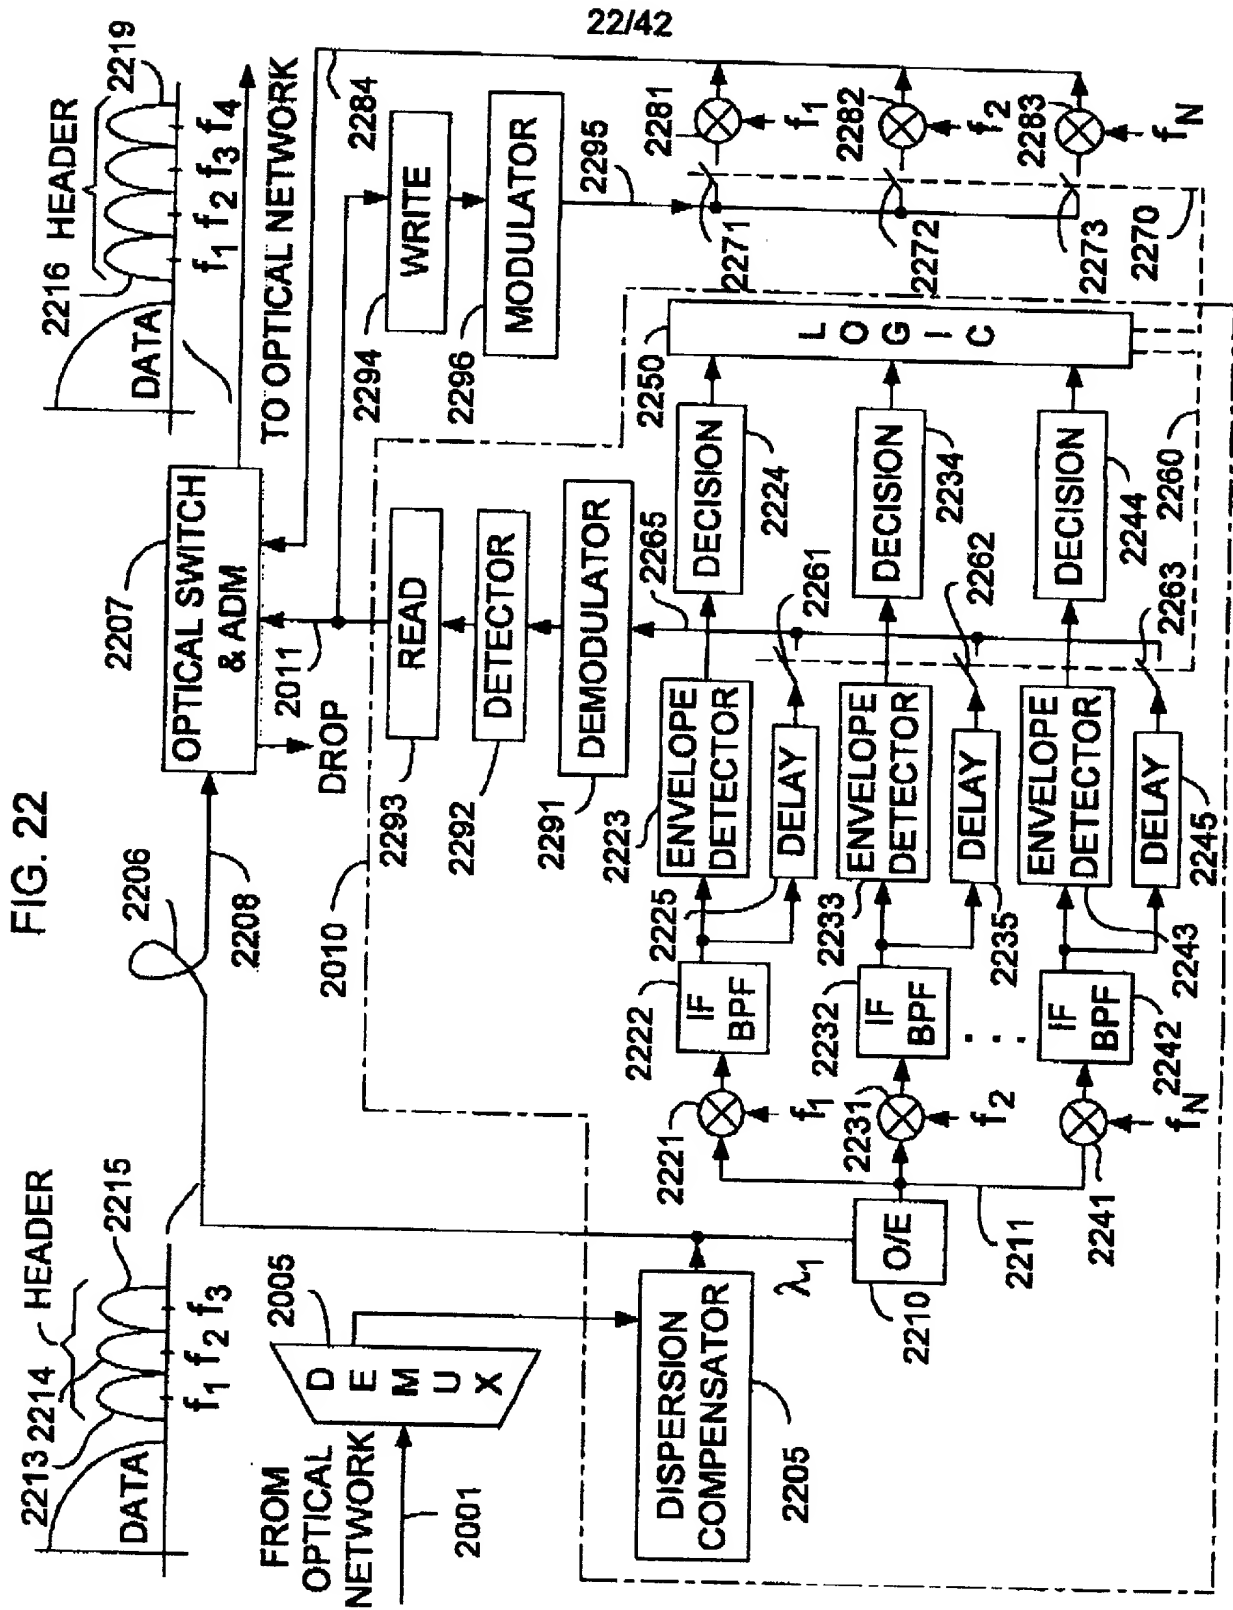 22/42
FIG. 22
2213
2214
HEADER
2215
DATA
f1
f2
f3
2216
HEADER
2219
DATA
f1
f2
f3
f4
2206
2208
2207
OPTICAL SWITCH
& ADM
DROP
2011
TO OPTICAL NETWORK
2284
FROM
OPTICAL
NETWORK
2001
DEMUX
2005
2010
2293
READ
2292
DETECTOR
2291
DEMODULATOR
2265
2294
WRITE
2296
MODULATOR
2295
DISPERSION
COMPENSATOR
2205
λ1
O/E
2210
2211
2221
f1
2222
IF
BPF
2223
ENVELOPE
DETECTOR
2225
DELAY
2261
DECISION
2224
2231
f2
2232
IF
BPF
2233
ENVELOPE
DETECTOR
2235
DELAY
2262
DECISION
2234
. . .
2241
fN
2242
IF
BPF
2243
ENVELOPE
DETECTOR
2245
DELAY
2263
DECISION
2244
2250
LOGIC
2260
2270
2271
2281
f1
2272
2282
f2
2273
2283
fN